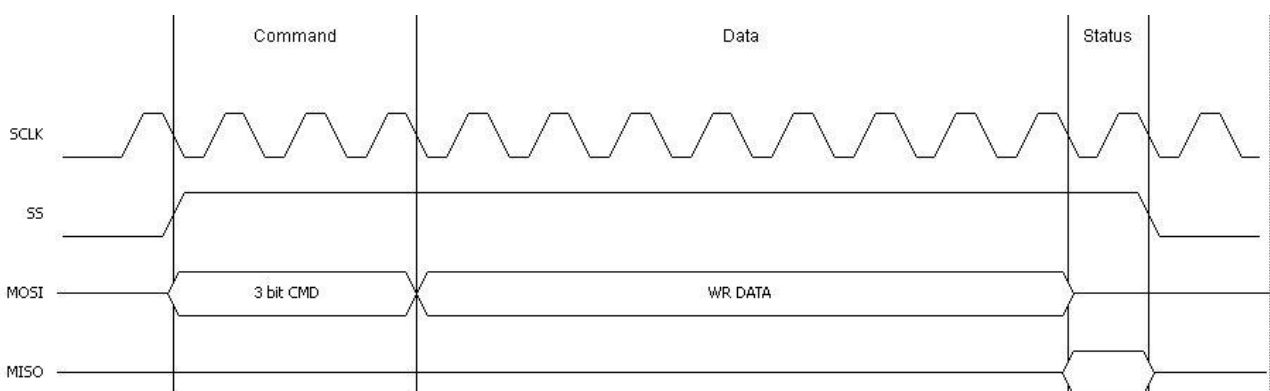 Command Data Status
SCLK
SS
MOSI 3 bit CMD WR DATA
MISO